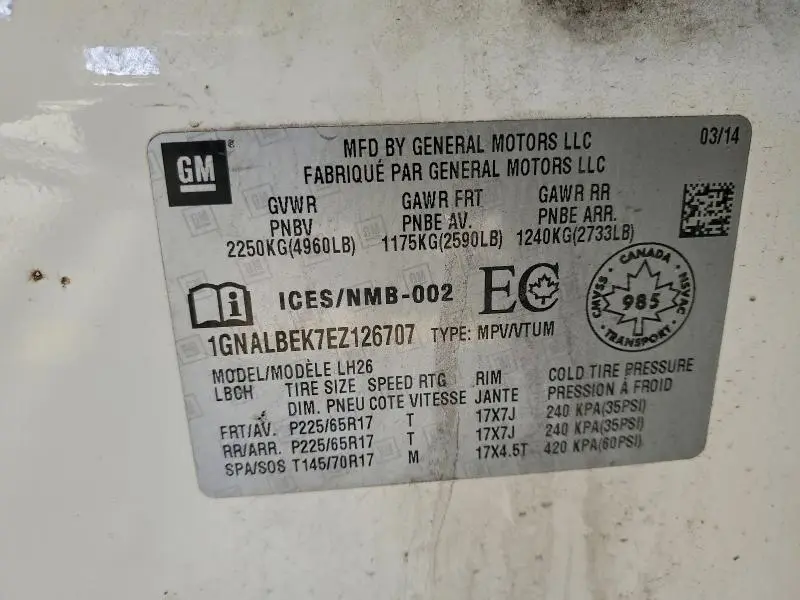 GM
MFD BY GENERAL MOTORS LLC
03/14
FABRIQUÉ PAR GENERAL MOTORS LLC
GVWR GAWR FRT GAWR RR
PNBV PNBE AV. PNBE ARR.
2250KG(4960LB) 1175KG(2590LB) 1240KG(2733LB)
ICES/NMB-002 EC
CANADA
CMVSS 985 NSVAC
TRANSPORT
1GNALBEK7EZ126707 TYPE: MPV/VTUM
MODEL/MODÈLE LH26
LBCH TIRE SIZE SPEED RTG RIM COLD TIRE PRESSURE
DIM. PNEU COTE VITESSE JANTE PRESSION À FROID
FRT/AV. P225/65R17 T 17X7J 240 KPA(35PSI)
RR/ARR. P225/65R17 T 17X7J 240 KPA(35PSI)
SPA/SOS T145/70R17 M 17X4.5T 420 KPA(60PSI)